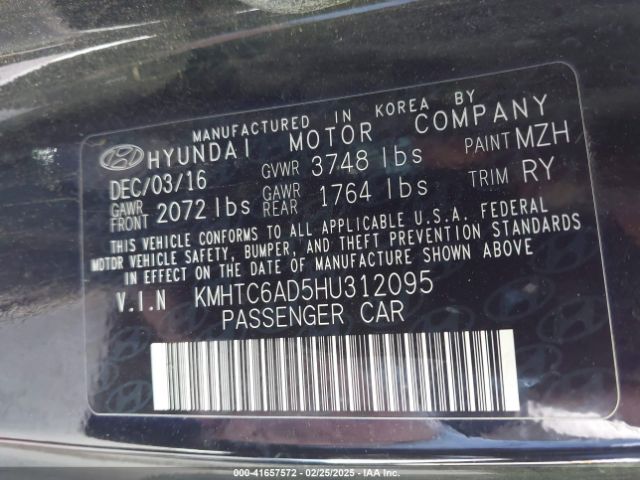 MANUFACTURED IN KOREA BY
HYUNDAI MOTOR COMPANY
DEC/03/16 GVWR 3748 lbs PAINT MZH
GAWR FRONT 2072 lbs GAWR REAR 1764 lbs TRIM RY
THIS VEHICLE CONFORMS TO ALL APPLICABLE U.S.A. FEDERAL
MOTOR VEHICLE SAFETY, BUMPER, AND THEFT PREVENTION STANDARDS
IN EFFECT ON THE DATE OF MANUFACTURE SHOWN ABOVE.
V.I.N KMHTC6AD5HU312095
PASSENGER CAR
000-41657572 - 02/25/2025 - IAA Inc.